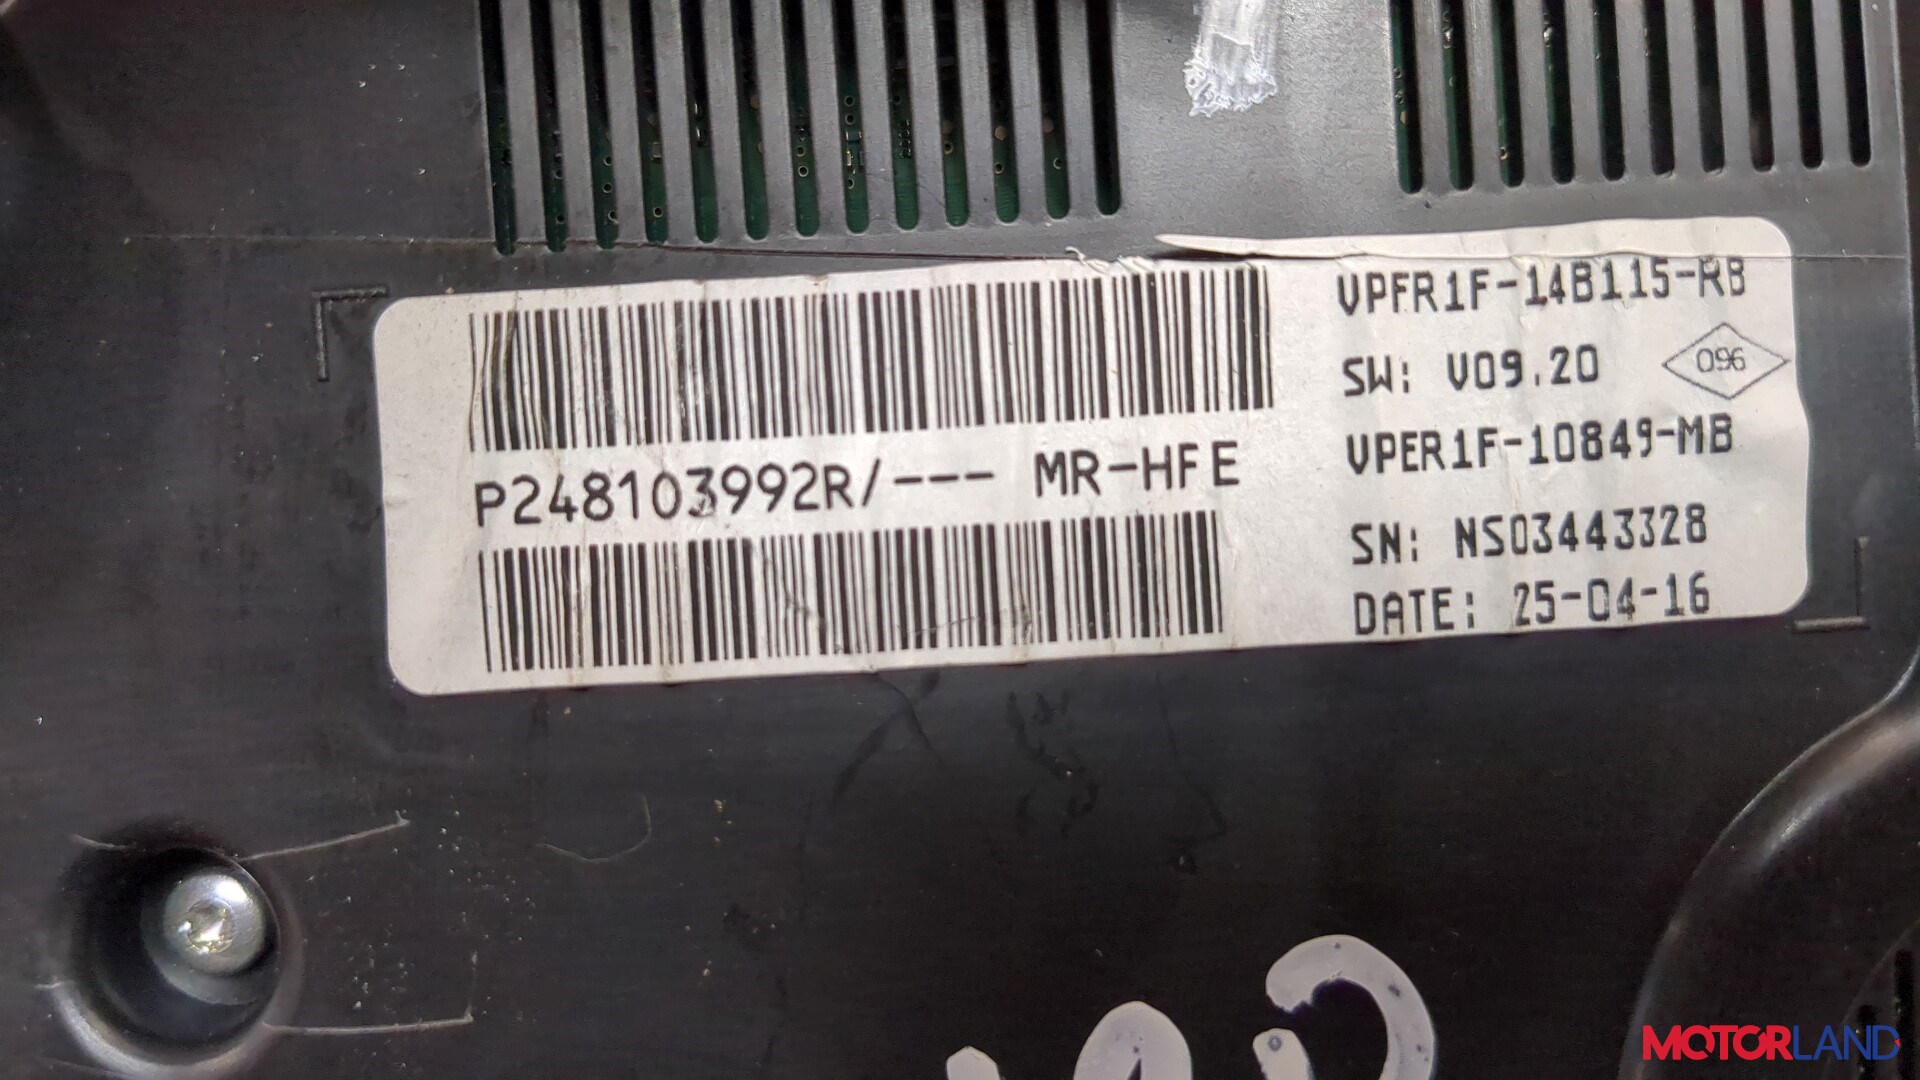 VPFR1F-14B115-RB
SW: V09.20
096
P248103992R/--- MR-HFE
VPER1F-10849-MB
SN: NS03443328
DATE: 25-04-16
MOTORLAND